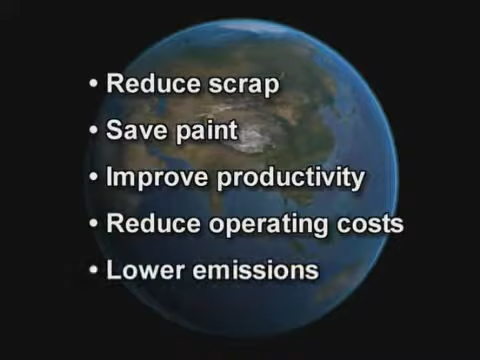 • Reduce scrap
• Save paint
• Improve productivity
• Reduce operating costs
• Lower emissions